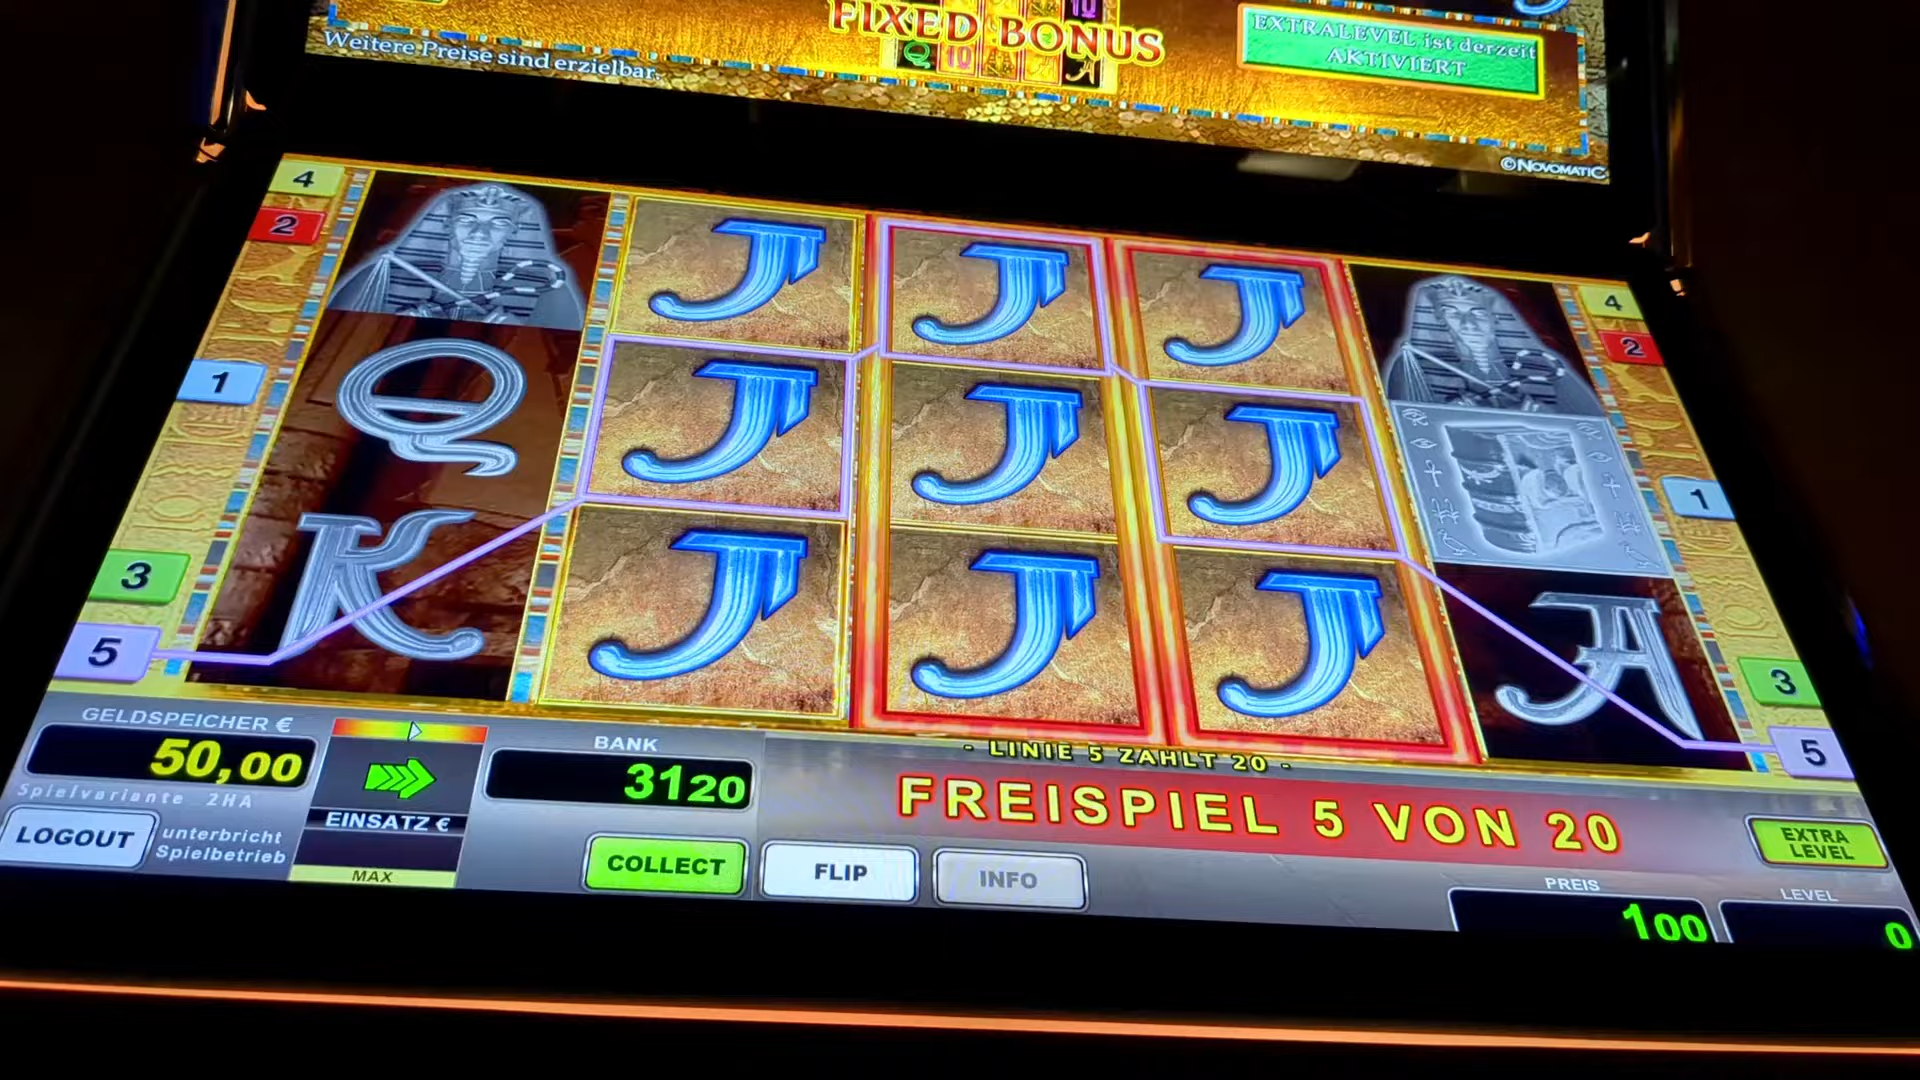 FIXED BONUS
Weitere Preise sind erzielbar.
EXTRALEVEL ist derzeit
AKTIVIERT
©NOVOMATIC
4
2
1
3
5
J J J
Q J J J
K J J J A
4
2
1
3
5
GELDSPEICHER €
50,00
Spielvariante 2HA
LOGOUT
unterbricht
Spielbetrieb
EINSATZ €
MAX
BANK
3120
COLLECT
FLIP
INFO
- LINIE 5 ZAHLT 20 -
FREISPIEL 5 VON 20
EXTRA
LEVEL
PREIS
100
LEVEL
0